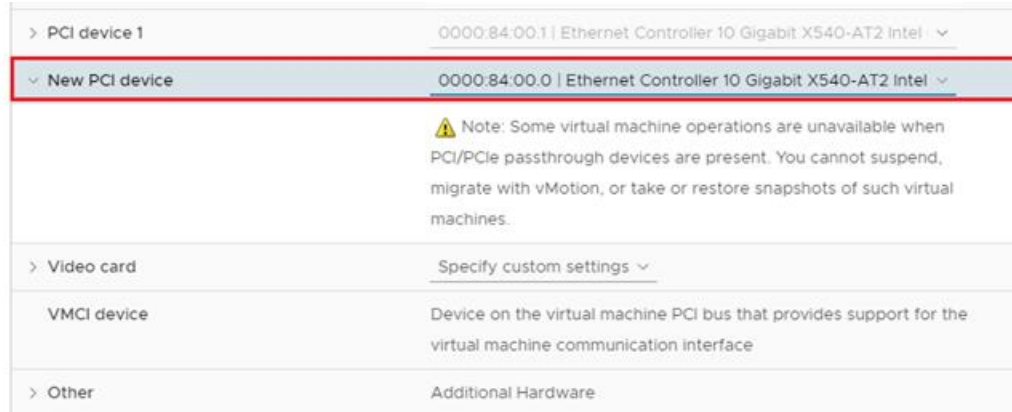 PCI device 1 0000:84:00.1 | Ethernet Controller 10 Gigabit X540-AT2 Intel
New PCI device 0000:84:00.0 | Ethernet Controller 10 Gigabit X540-AT2 Intel
Note: Some virtual machine operations are unavailable when
PCI/PCIe passthrough devices are present. You cannot suspend,
migrate with vMotion, or take or restore snapshots of such virtual
machines.
Video card Specify custom settings
VMCI device Device on the virtual machine PCI bus that provides support for the
virtual machine communication interface
Other Additional Hardware